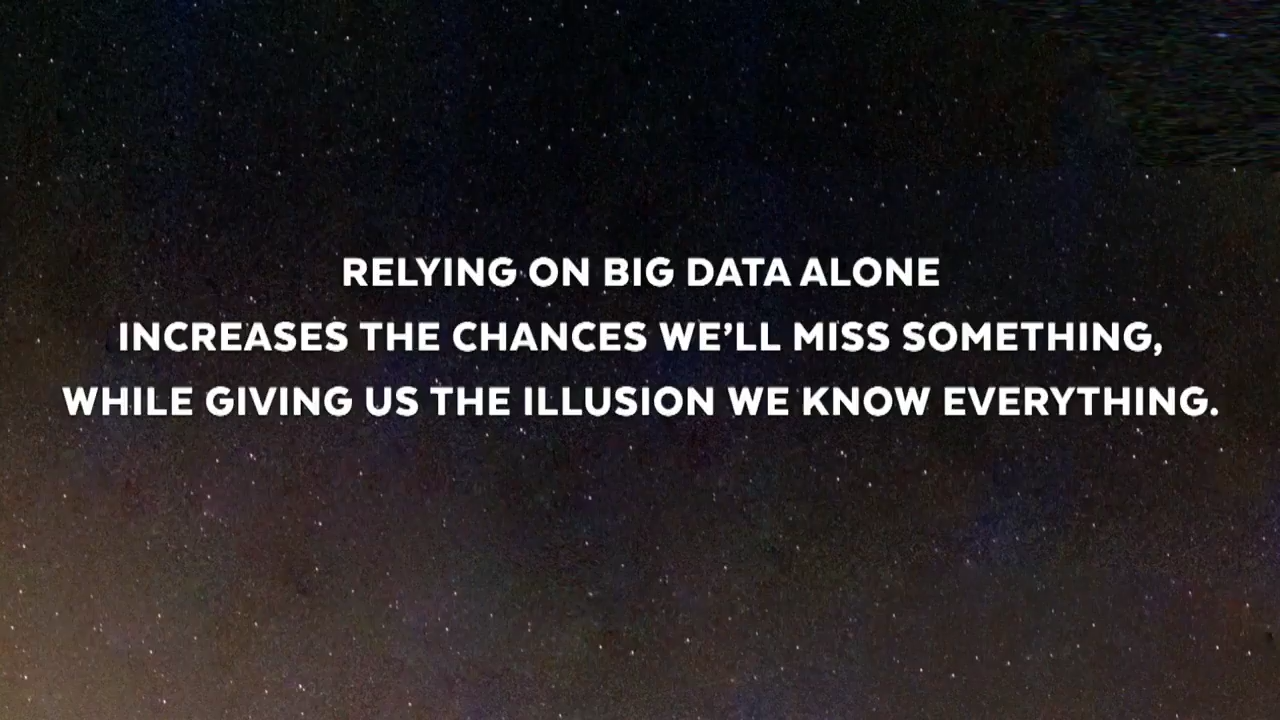 RELYING ON BIG DATA ALONE
INCREASES THE CHANCES WE’LL MISS SOMETHING,
WHILE GIVING US THE ILLUSION WE KNOW EVERYTHING.